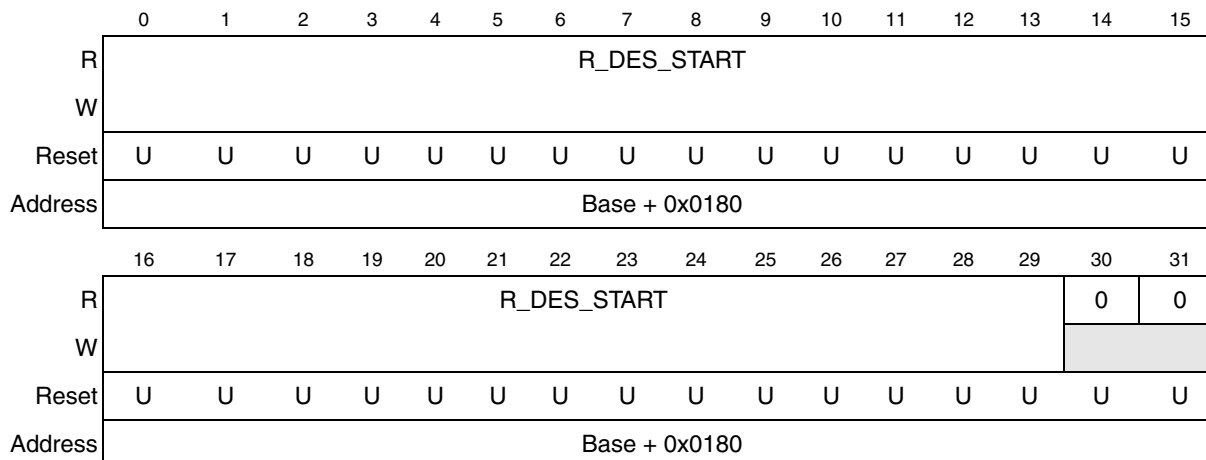 0 1 2 3 4 5 6 7 8 9 10 11 12 13 14 15
R R_DES_START
W
Reset U U U U U U U U U U U U U U U U
Address Base + 0x0180
16 17 18 19 20 21 22 23 24 25 26 27 28 29 30 31
R R_DES_START 0 0
W
Reset U U U U U U U U U U U U U U U U
Address Base + 0x0180